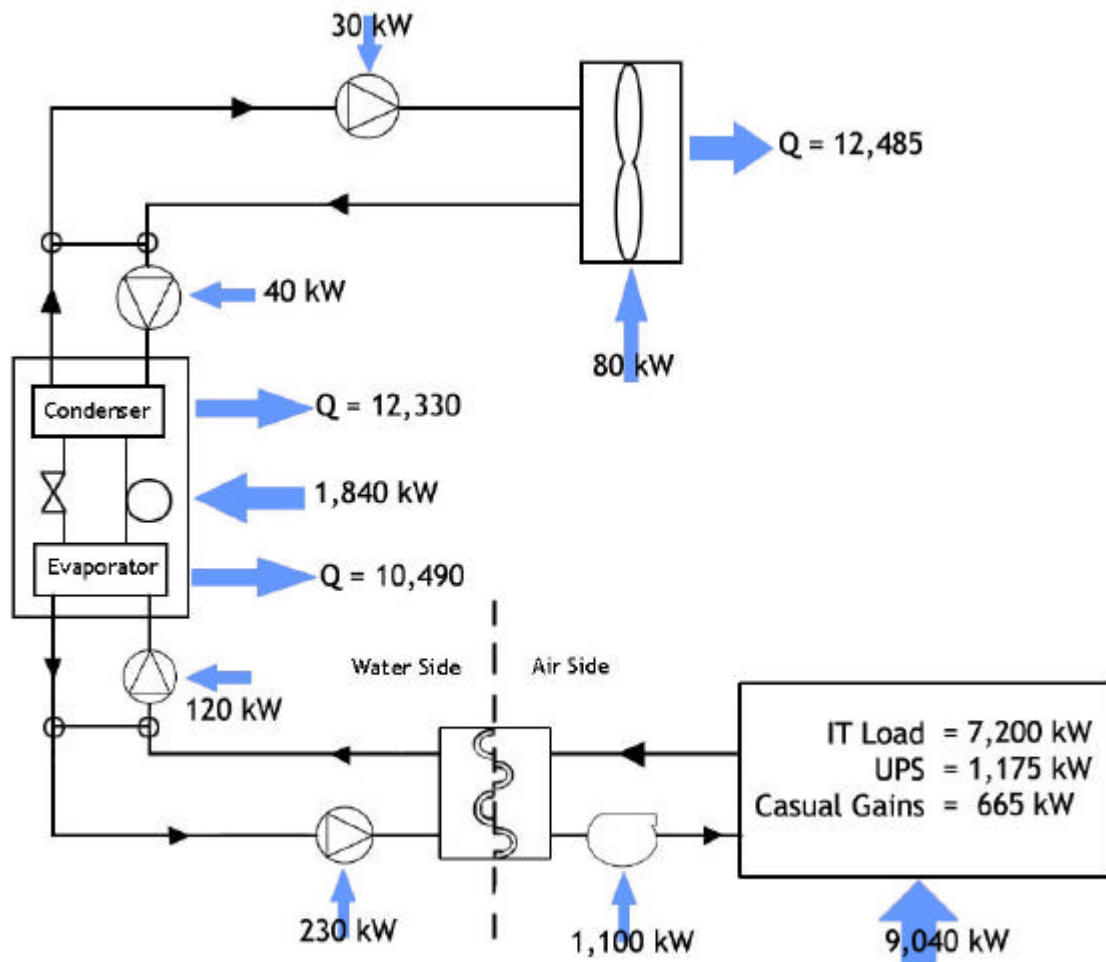 30 kW
Q = 12,485
40 kW
80 kW
Condenser
Q = 12,330
1,840 kW
Evaporator
Q = 10,490
Water Side
Air Side
120 kW
IT Load = 7,200 kW
UPS = 1,175 kW
Casual Gains = 665 kW
230 kW
1,100 kW
9,040 kW